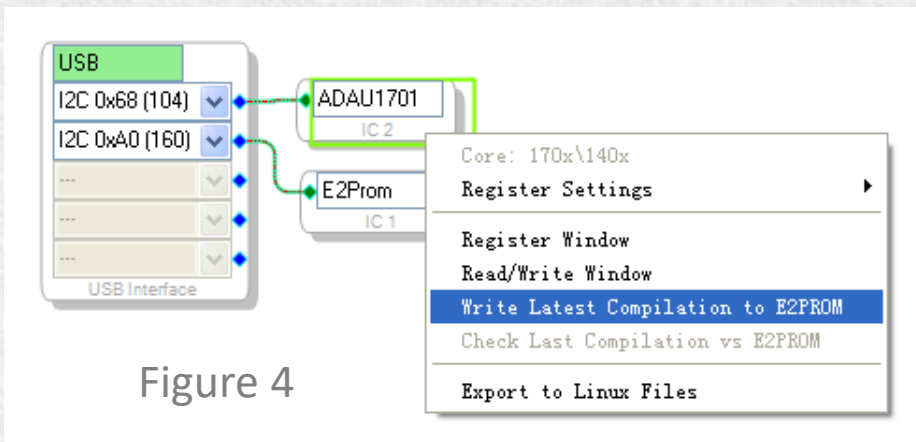 USB
I2C 0x68 (104)
I2C 0xA0 (160)
---
---
---
USB Interface
ADAU1701
IC 2
E2Prom
IC 1
Core: 170x\140x
Register Settings
Register Window
Read/Write Window
Write Latest Compilation to E2PROM
Check Last Compilation vs E2PROM
Export to Linux Files
Figure 4